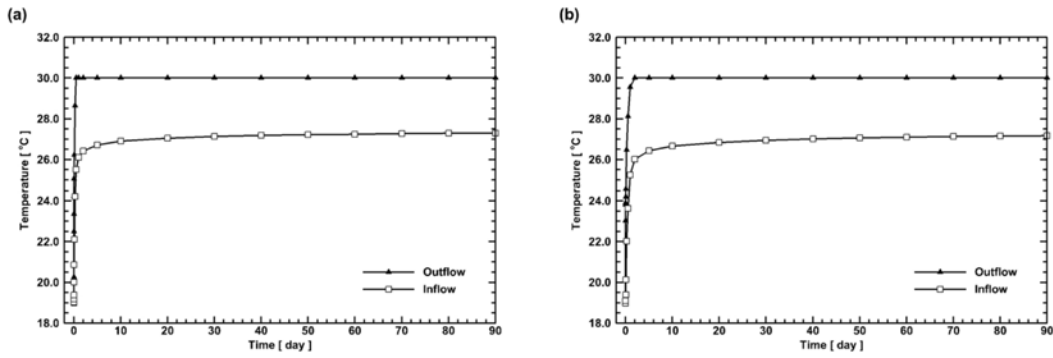 (a)
32.0
30.0
28.0
26.0
24.0
22.0
20.0
18.0
Temperature [ °C ]
0 10 20 30 40 50 60 70 80 90
Time [ day ]
Outflow
Inflow
(b)
32.0
30.0
28.0
26.0
24.0
22.0
20.0
18.0
Temperature [ °C ]
0 10 20 30 40 50 60 70 80 90
Time [ day ]
Outflow
Inflow